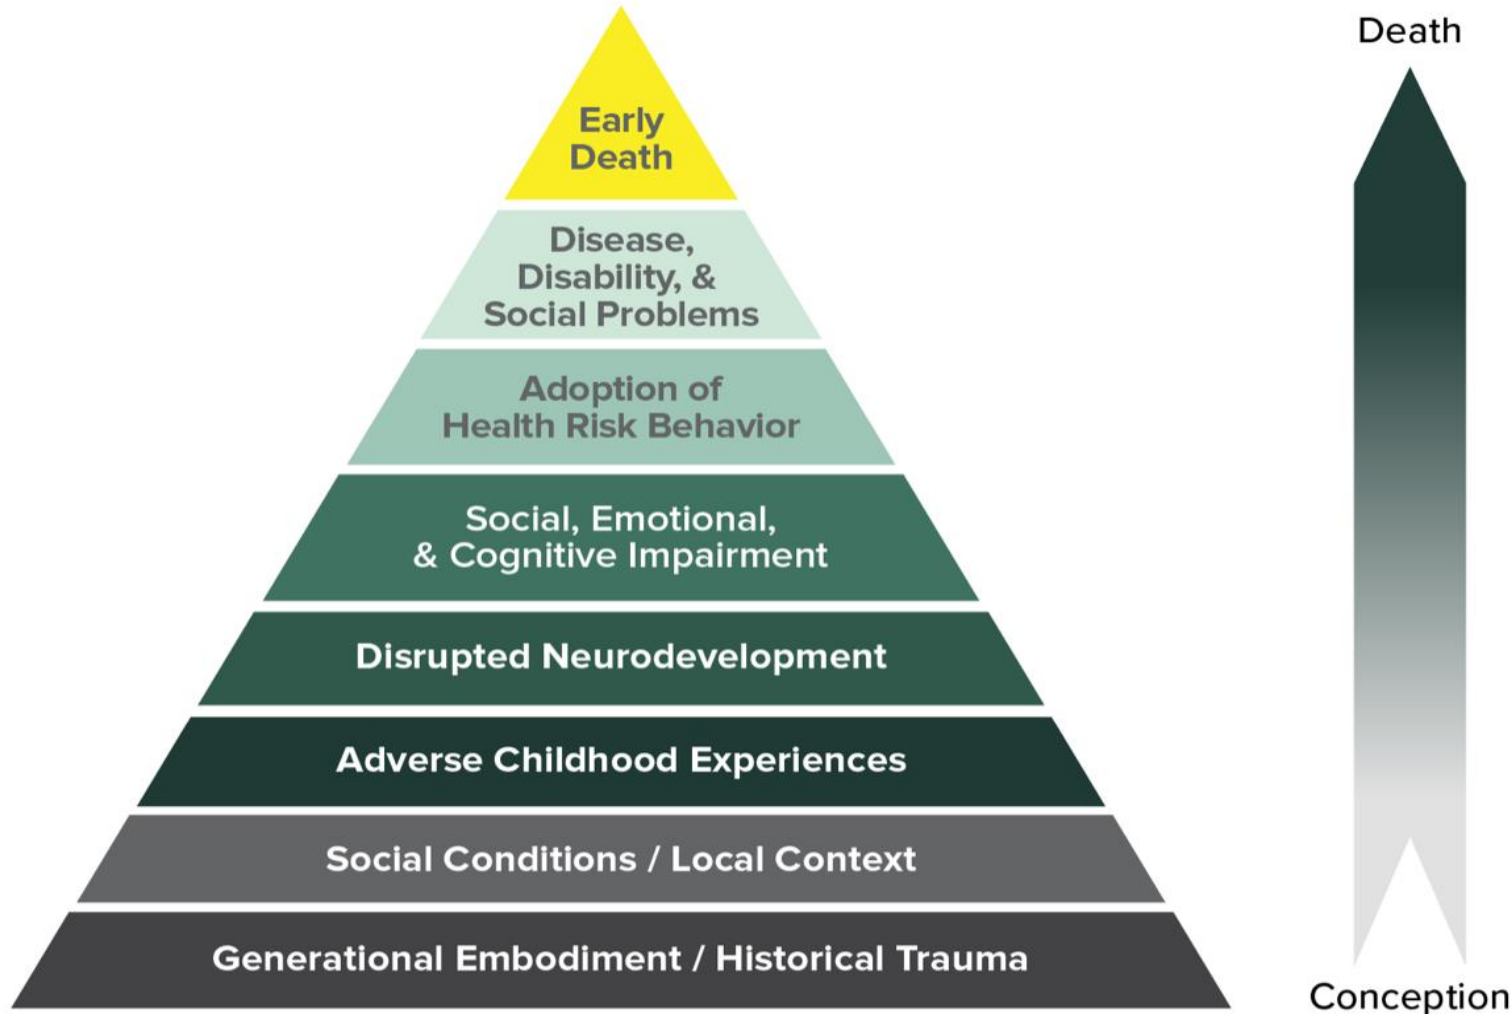 Death
Early
Death
Disease,
Disability, &
Social Problems
Adoption of
Health Risk Behavior
Social, Emotional,
& Cognitive Impairment
Disrupted Neurodevelopment
Adverse Childhood Experiences
Social Conditions / Local Context
Generational Embodiment / Historical Trauma
Conception